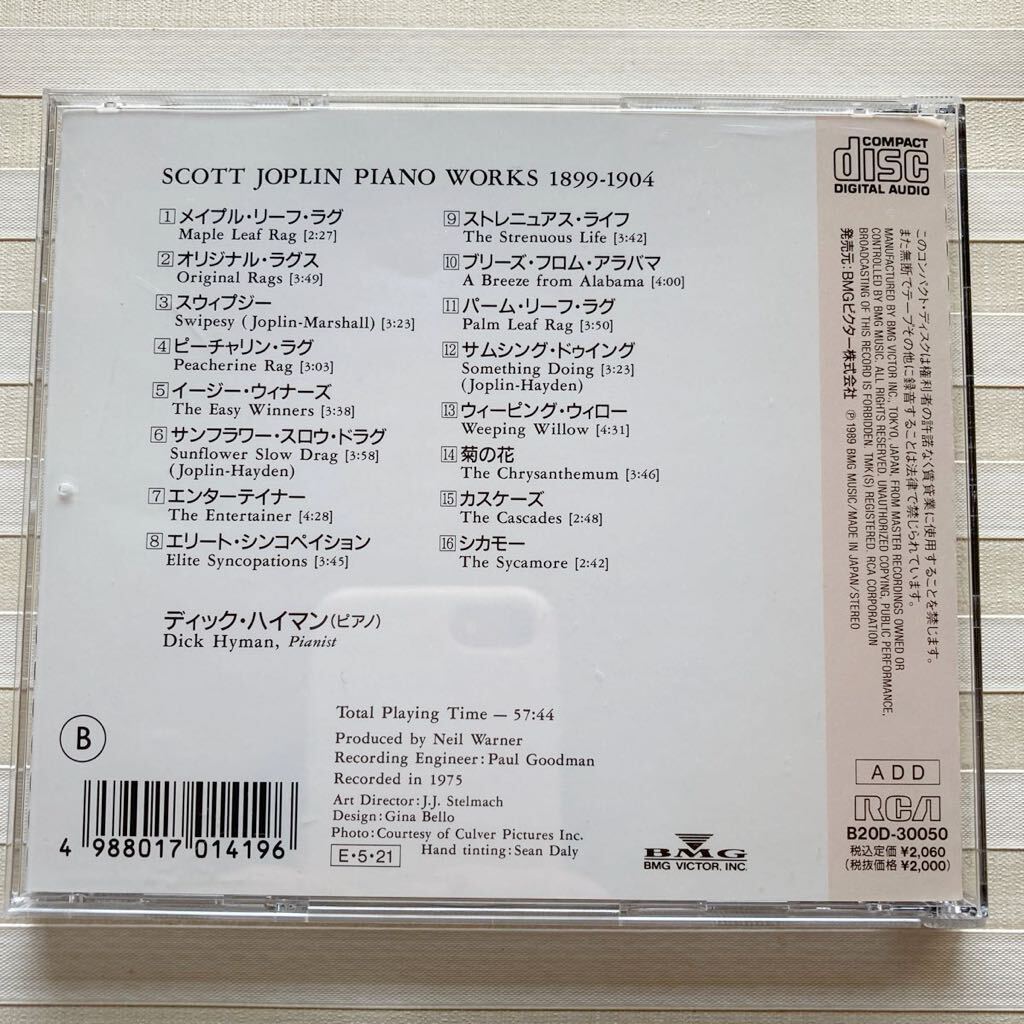 SCOTT JOPLIN PIANO WORKS 1899-1904
1 メイプル・リーフ・ラグ
Maple Leaf Rag [2:27]
2 オリジナル・ラグス
Original Rags [3:49]
3 スウィプジー
Swipesy (Joplin-Marshall) [3:23]
4 ピーチャリン・ラグ
Peacherine Rag [3:03]
5 イージー・ウィナーズ
The Easy Winners [3:38]
6 サンフラワー・スロウ・ドラグ
Sunflower Slow Drag [3:58]
(Joplin-Hayden)
7 エンターテイナー
The Entertainer [4:28]
8 エリート・シンコペイション
Elite Syncopations [3:45]
9 ストレニュアス・ライフ
The Strenuous Life [3:42]
10 ブリーズ・フロム・アラバマ
A Breeze from Alabama [4:00]
11 パーム・リーフ・ラグ
Palm Leaf Rag [3:50]
12 サムシング・ドゥイング
Something Doing [3:23]
(Joplin-Hayden)
13 ウィーピング・ウィロー
Weeping Willow [4:31]
14 菊の花
The Chrysanthemum [3:46]
15 カスケーズ
The Cascades [2:48]
16 シカモー
The Sycamore [2:42]
ディック・ハイマン(ピアノ)
Dick Hyman, Pianist
Total Playing Time — 57:44
Produced by Neil Warner
Recording Engineer: Paul Goodman
Recorded in 1975
Art Director: J.J. Stelmach
Design: Gina Bello
Photo: Courtesy of Culver Pictures Inc.
Hand tinting: Sean Daly
E・5・21
B
4 988017 014196
BMG
BMG VICTOR, INC.
COMPACT
disc
DIGITAL AUDIO
このコンパクト・ディスクは権利者の許諾なく賃貸業に使用することを禁じます。
また無断でテープその他に録音することは法律で禁じられています。
MANUFACTURED BY BMG VICTOR INC., TOKYO, JAPAN, FROM MASTER RECORDINGS OWNED OR
CONTROLLED BY BMG MUSIC. ALL RIGHTS RESERVED. UNAUTHORIZED COPYING, PUBLIC PERFORMANCE,
BROADCASTING OF THIS RECORD IS FORBIDDEN. TMK(S) REGISTERED. RCA CORPORATION
発売元:BMGビクター株式会社 ℗1989 BMG MUSIC/MADE IN JAPAN/STEREO
ADD
RCA
B20D-30050
税込定価 ¥2,060
(税抜価格 ¥2,000)